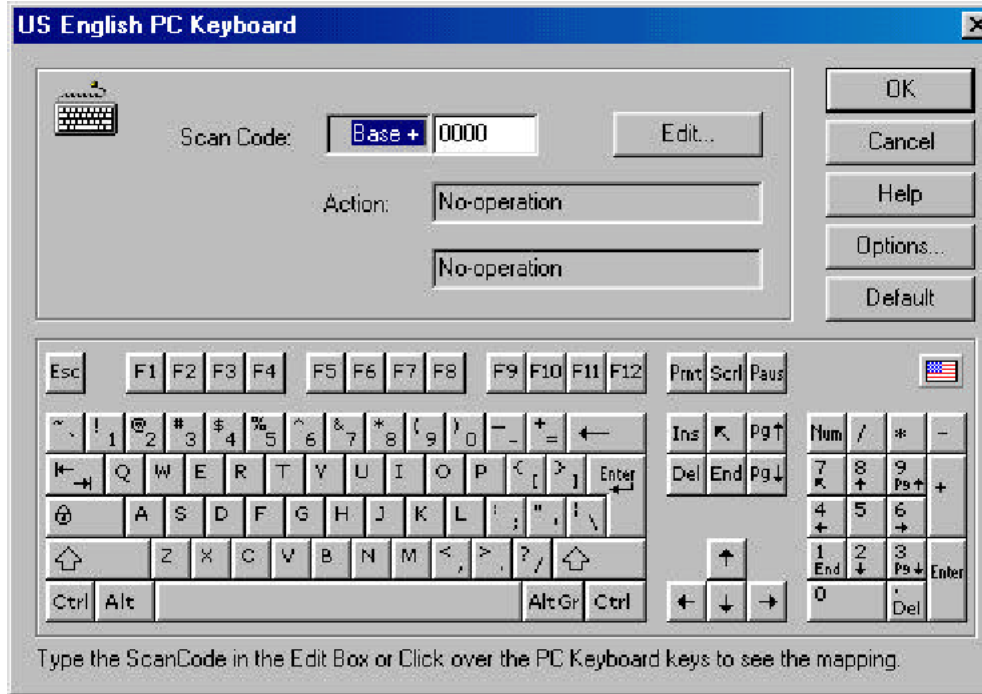 US English PC Keyboard
OK
Scan Code: Base + 0000 Edit...
Cancel
Action: No-operation
Help
No-operation
Options...
Default
Esc F1 F2 F3 F4 F5 F6 F7 F8 F9 F10 F11 F12 Prnt Scrl Paus
~ ` ! 1 @ 2 # 3 $ 4 % 5 ^ 6 & 7 * 8 ( 9 ) 0 _ - + = ← Ins ↖ Pg↑ Num / * -
Q W E R T Y U I O P Enter Del End Pg↓ 7 ↖ 8 ↑ 9 Pg↑ +
A S D F G H J K L : ; " ' | \ 4 ← 5 6 →
Z X C V B N M < , > . ? / ↑ 1 End 2 ↓ 3 Pg↓ Enter
Ctrl Alt AltGr Ctrl ← ↓ → 0 . Del
Type the ScanCode in the Edit Box or Click over the PC Keyboard keys to see the mapping.